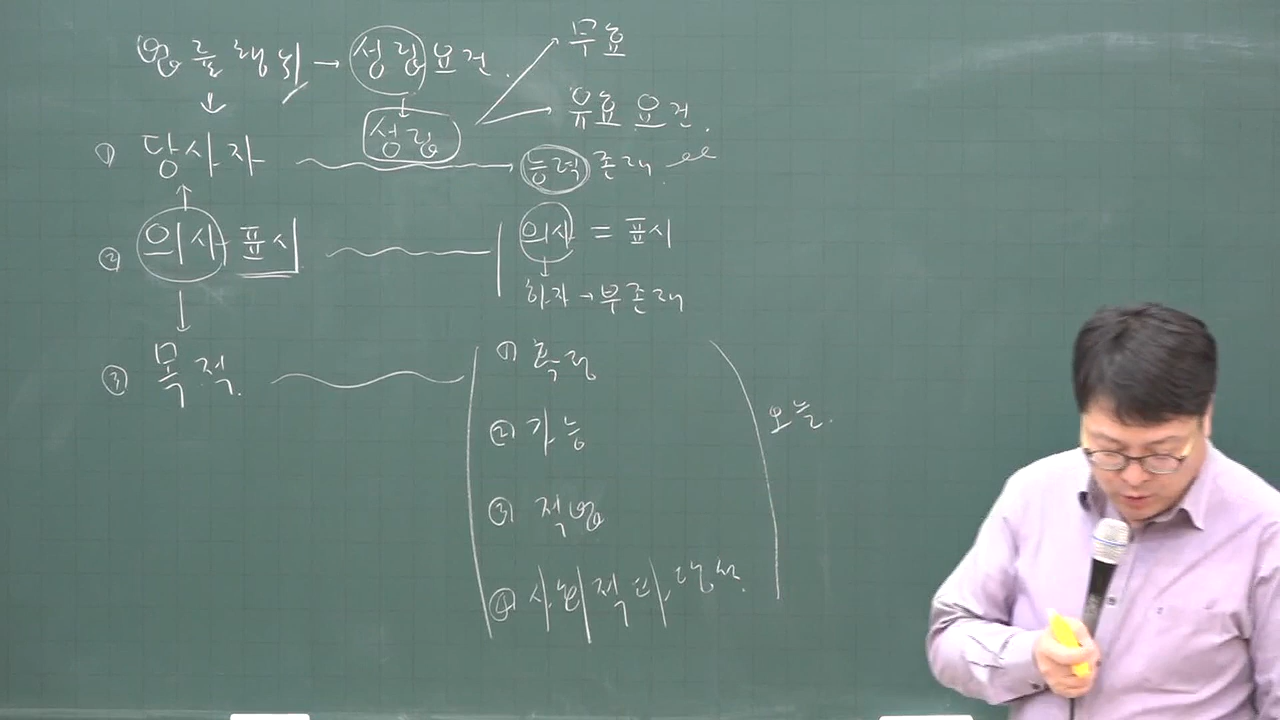 법률행위 → 성립요건.
성립
무효
유효 요건.
① 당사자
능력 존재.
② 의사표시
의사 = 표시
하자 → 부존재
③ 목적.
① 확정
② 가능
③ 적법
④ 사회적타당성.
오늘.